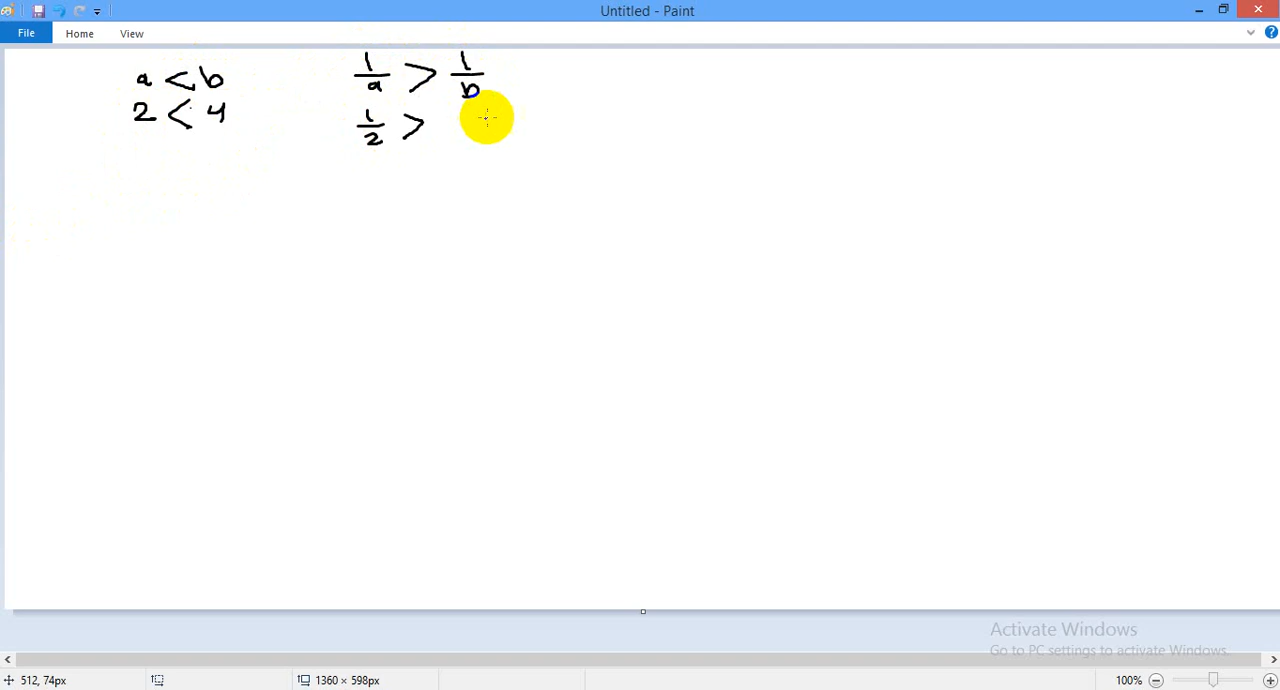 Untitled - Paint
File Home View
a < b 1/a > 1/b
2 < 4 1/2 >
Activate Windows
Go to PC settings to activate Windows.
512, 74px 1360 × 598px 100%